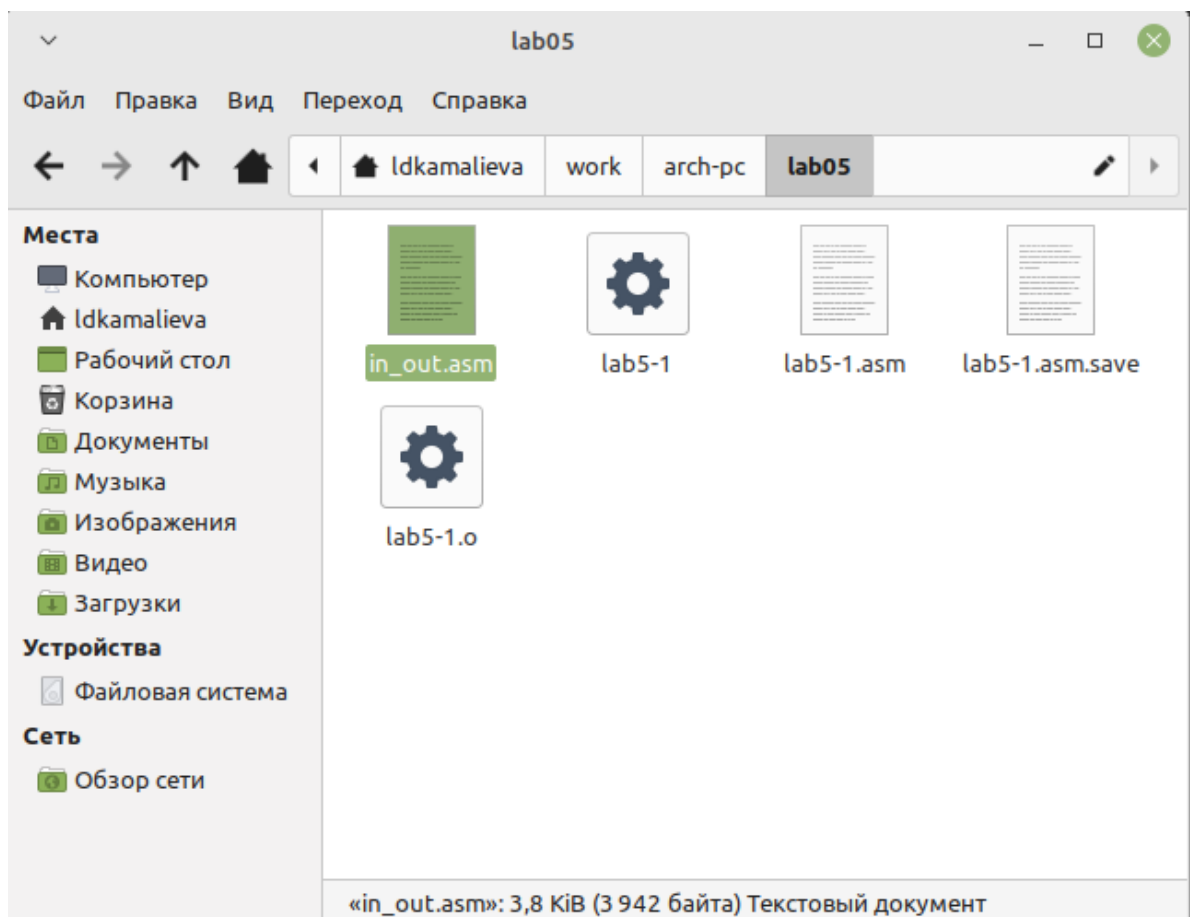 lab05
Файл Правка Вид Переход Справка
ldkamalieva work arch-pc lab05
Места
Компьютер
ldkamalieva
Рабочий стол
Корзина
Документы
Музыка
Изображения
Видео
Загрузки
Устройства
Файловая система
Сеть
Обзор сети
in_out.asm lab5-1 lab5-1.asm lab5-1.asm.save
lab5-1.o
«in_out.asm»: 3,8 KiB (3 942 байта) Текстовый документ